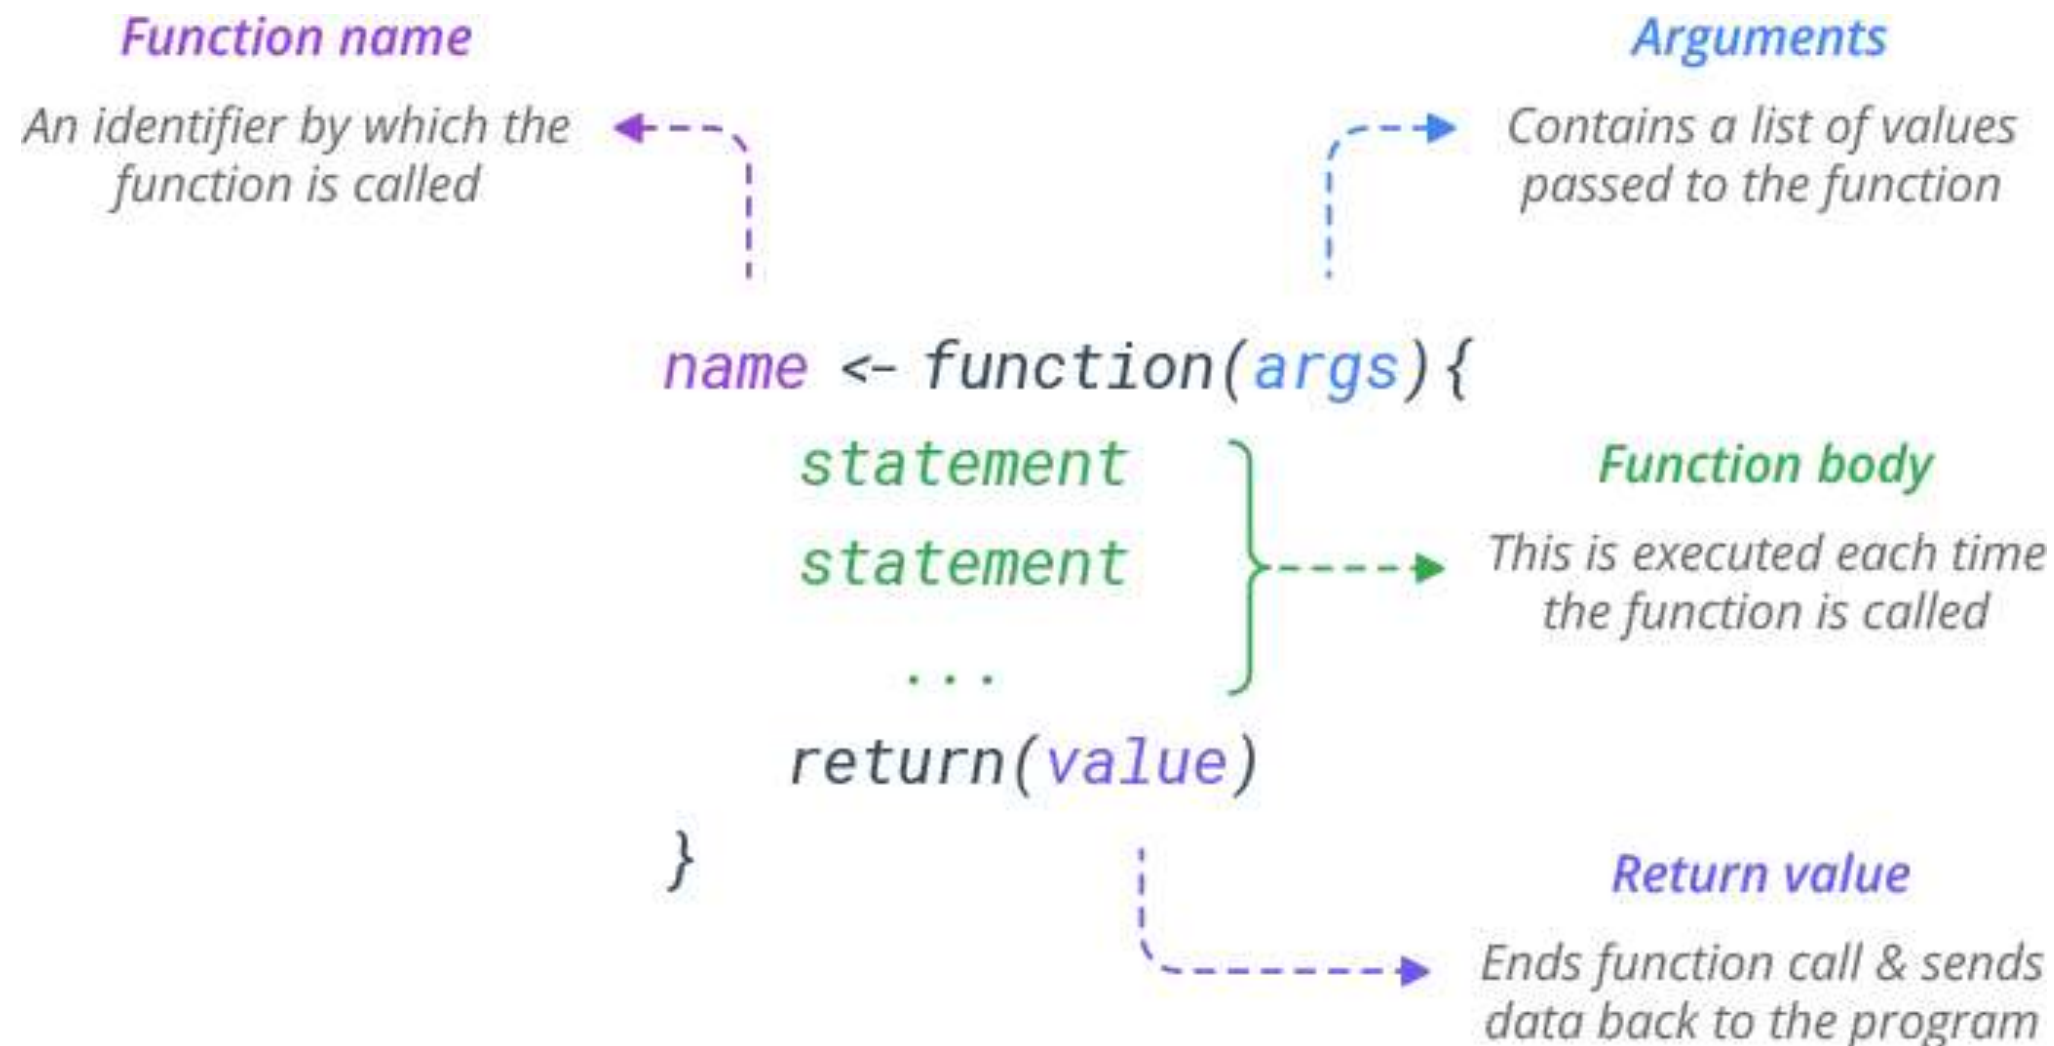 Function name
An identifier by which the
function is called
Arguments
Contains a list of values
passed to the function
name <- function(args){
statement
statement
...
return(value)
}
Function body
This is executed each time
the function is called
Return value
Ends function call & sends
data back to the program